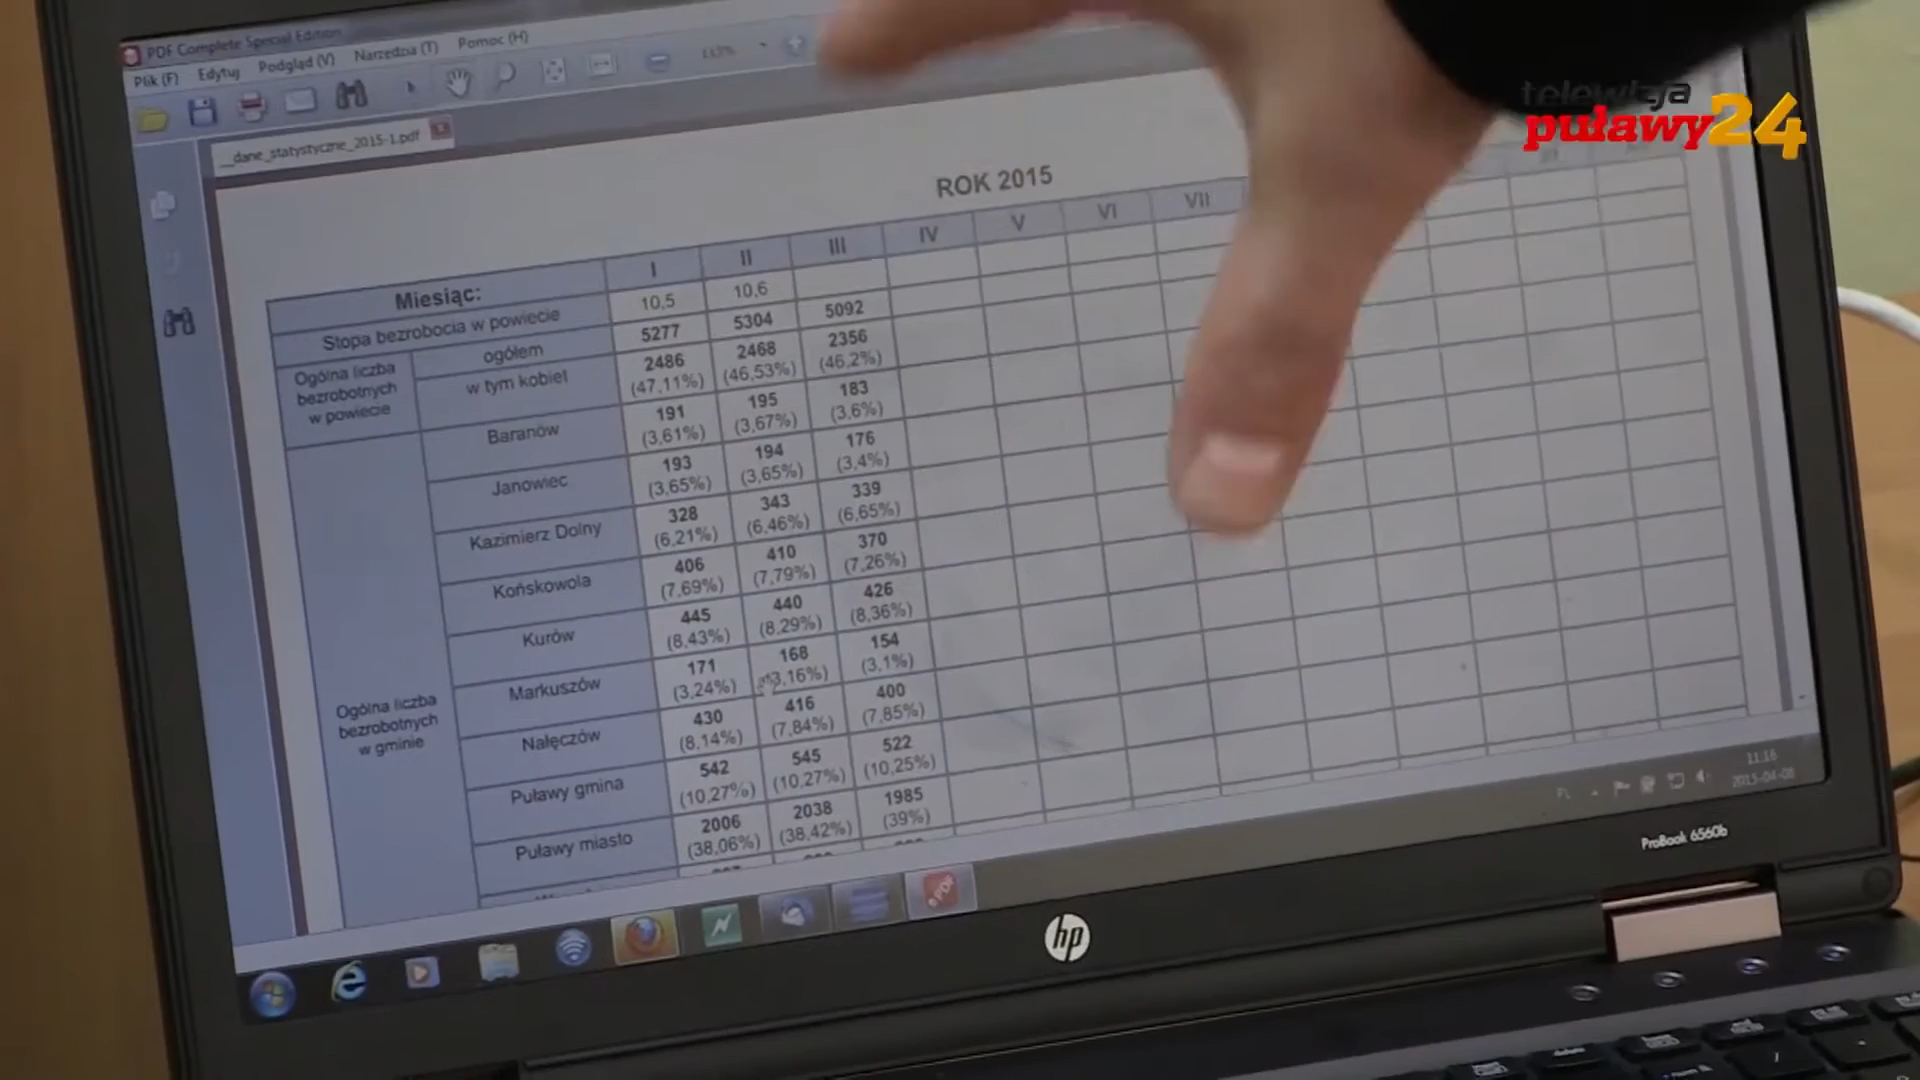 PDF Complete Special Edition
Plik (F) Edytuj Podgląd (V) Narzędzia (T) Pomoc (H)
__dane_statystyczne_2015-1.pdf
telewizja
puławy24
ROK 2015
Miesiąc: I II III IV V VI VII
Stopa bezrobocia w powiecie 10,5 10,6
Ogólna liczba bezrobotnych w powiecie ogółem 5277 5304 5092
w tym kobiet 2486 (47,11%) 2468 (46,53%) 2356 (46,2%)
Ogólna liczba bezrobotnych w gminie
Baranów 191 (3,61%) 195 (3,67%) 183 (3,6%)
Janowiec 193 (3,65%) 194 (3,65%) 176 (3,4%)
Kazimierz Dolny 328 (6,21%) 343 (6,46%) 339 (6,65%)
Końskowola 406 (7,69%) 410 (7,79%) 370 (7,26%)
Kurów 445 (8,43%) 440 (8,29%) 426 (8,36%)
Markuszów 171 (3,24%) 168 3,16%) 154 (3,1%)
Nałęczów 430 (8,14%) 416 (7,84%) 400 (7,85%)
Puławy gmina 542 (10,27%) 545 (10,27%) 522 (10,25%)
Puławy miasto 2006 (38,06%) 2038 (38,42%) 1985 (39%)
PL 11:16
2015-04-08
ProBook 6560b
hp